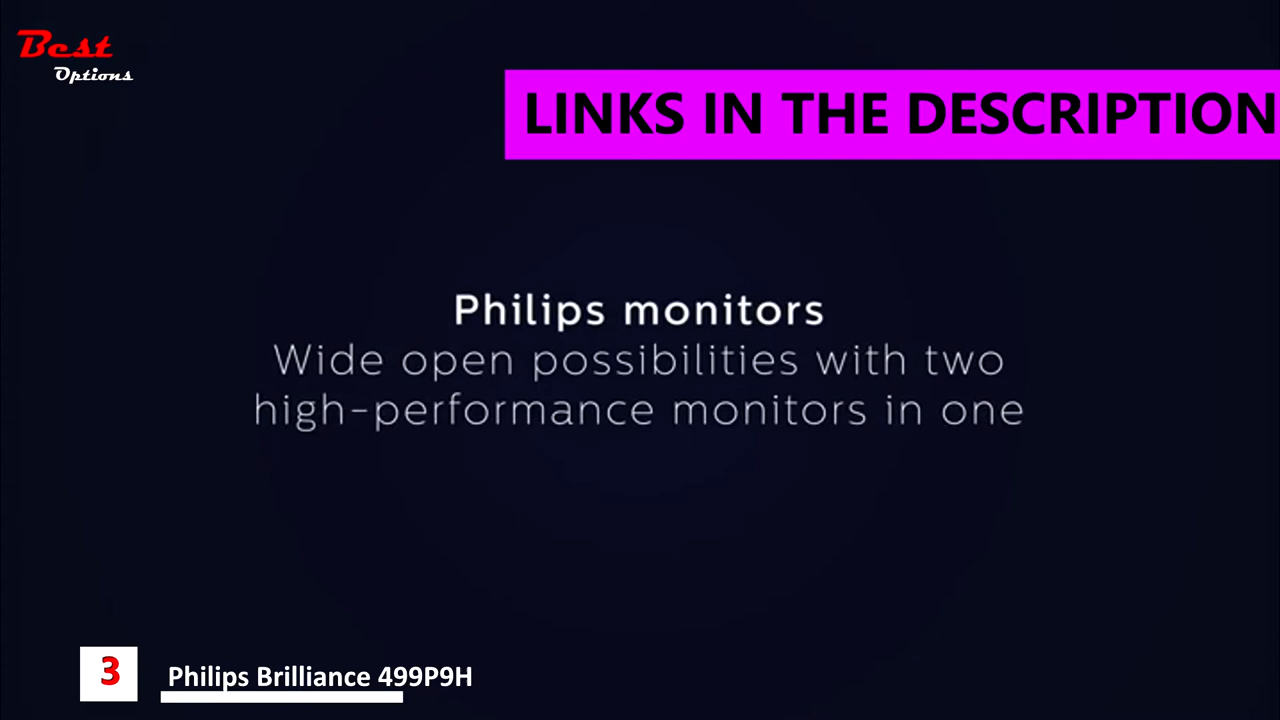 Best
Options
LINKS IN THE DESCRIPTION
Philips monitors
Wide open possibilities with two
high-performance monitors in one
3
Philips Brilliance 499P9H